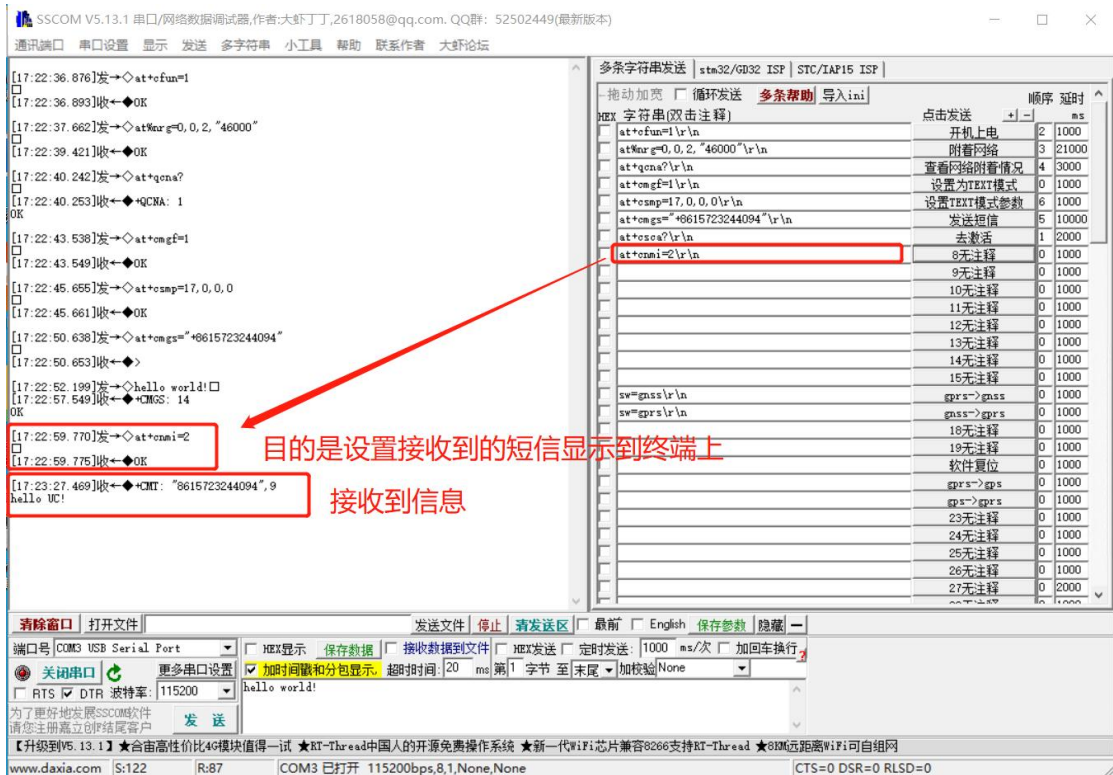 SSCOM V5.13.1 串口/网络数据调试器,作者:大虾丁丁,2618058@qq.com. QQ群：52502449(最新版本)
通讯端口 串口设置 显示 发送 多字符串 小工具 帮助 联系作者 大虾论坛
[17:22:36.876]发→◇at+cfun=1
□
[17:22:36.893]收←◆OK
[17:22:37.662]发→◇at%nrg=0,0,2,"46000"
□
[17:22:39.421]收←◆OK
[17:22:40.242]发→◇at+qcna?
□
[17:22:40.253]收←◆+QCNA: 1
OK
[17:22:43.538]发→◇at+cmgf=1
□
[17:22:43.549]收←◆OK
[17:22:45.655]发→◇at+csmp=17,0,0,0
□
[17:22:45.661]收←◆OK
[17:22:50.638]发→◇at+cmgs="+8615723244094"
□
[17:22:50.653]收←◆>
[17:22:52.199]发→◇hello world!□
[17:22:57.549]收←◆+CMGS: 14
OK
[17:22:59.770]发→◇at+cnmi=2
□
[17:22:59.775]收←◆OK
目的是设置接收到的短信显示到终端上
[17:23:27.469]收←◆+CMT: "8615723244094",9
hello UC!
接收到信息
多条字符串发送 stm32/GD32 ISP STC/IAP15 ISP
拖动加宽 循环发送 多条帮助 导入ini 顺序 延时
HEX 字符串(双击注释) 点击发送 + - ms
at+cfun=1\r\n 开机上电 2 1000
at%nrg=0,0,2,"46000"\r\n 附着网络 3 21000
at+qcna?\r\n 查看网络附着情况 4 3000
at+cmgf=1\r\n 设置为TEXT模式 0 1000
at+csmp=17,0,0,0\r\n 设置TEXT模式参数 6 1000
at+cmgs="+8615723244094"\r\n 发送短信 5 10000
at+csca?\r\n 去激活 1 2000
at+cnmi=2\r\n 8无注释 0 1000
9无注释 0 1000
10无注释 0 1000
11无注释 0 1000
12无注释 0 1000
13无注释 0 1000
14无注释 0 1000
15无注释 0 1000
sw=gnss\r\n gprs->gnss 0 1000
sw=gprs\r\n gnss->gprs 0 1000
18无注释 0 1000
19无注释 0 1000
软件复位 0 1000
gprs->gps 0 1000
gps->gprs 0 1000
23无注释 0 1000
24无注释 0 1000
25无注释 0 1000
26无注释 0 1000
27无注释 0 2000
清除窗口 打开文件 发送文件 停止 清发送区 最前 English 保存参数 隐藏 —
端口号 COM3 USB Serial Port HEX显示 保存数据 接收数据到文件 HEX发送 定时发送: 1000 ms/次 加回车换行
关闭串口 更多串口设置 加时间戳和分包显示, 超时时间: 20 ms 第 1 字节 至 末尾 加校验 None
RTS DTR 波特率: 115200 hello world!
为了更好地发展SSCOM软件
请您注册嘉立创F结尾客户
发 送
【升级到V5.13.1】★合宙高性价比4G模块值得一试 ★RT-Thread中国人的开源免费操作系统 ★新一代WiFi芯片兼容8266支持RT-Thread ★8KM远距离WiFi可自组网
www.daxia.com S:122 R:87 COM3 已打开 115200bps,8,1,None,None CTS=0 DSR=0 RLSD=0